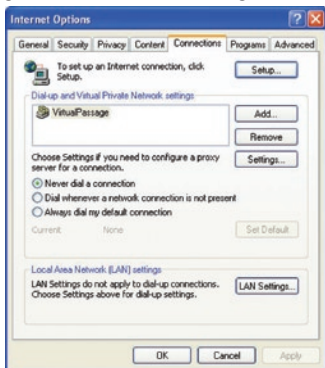 Internet Options
General Security Privacy Content Connections Programs Advanced
To set up an Internet connection, click
Setup.
Setup...
Dial-up and Virtual Private Network settings
VirtualPassage
Add...
Remove
Choose Settings if you need to configure a proxy
server for a connection.
Settings...
Never dial a connection
Dial whenever a network connection is not present
Always dial my default connection
Current None Set Default
Local Area Network (LAN) settings
LAN Settings do not apply to dial-up connections.
Choose Settings above for dial-up settings.
LAN Settings...
OK Cancel Apply